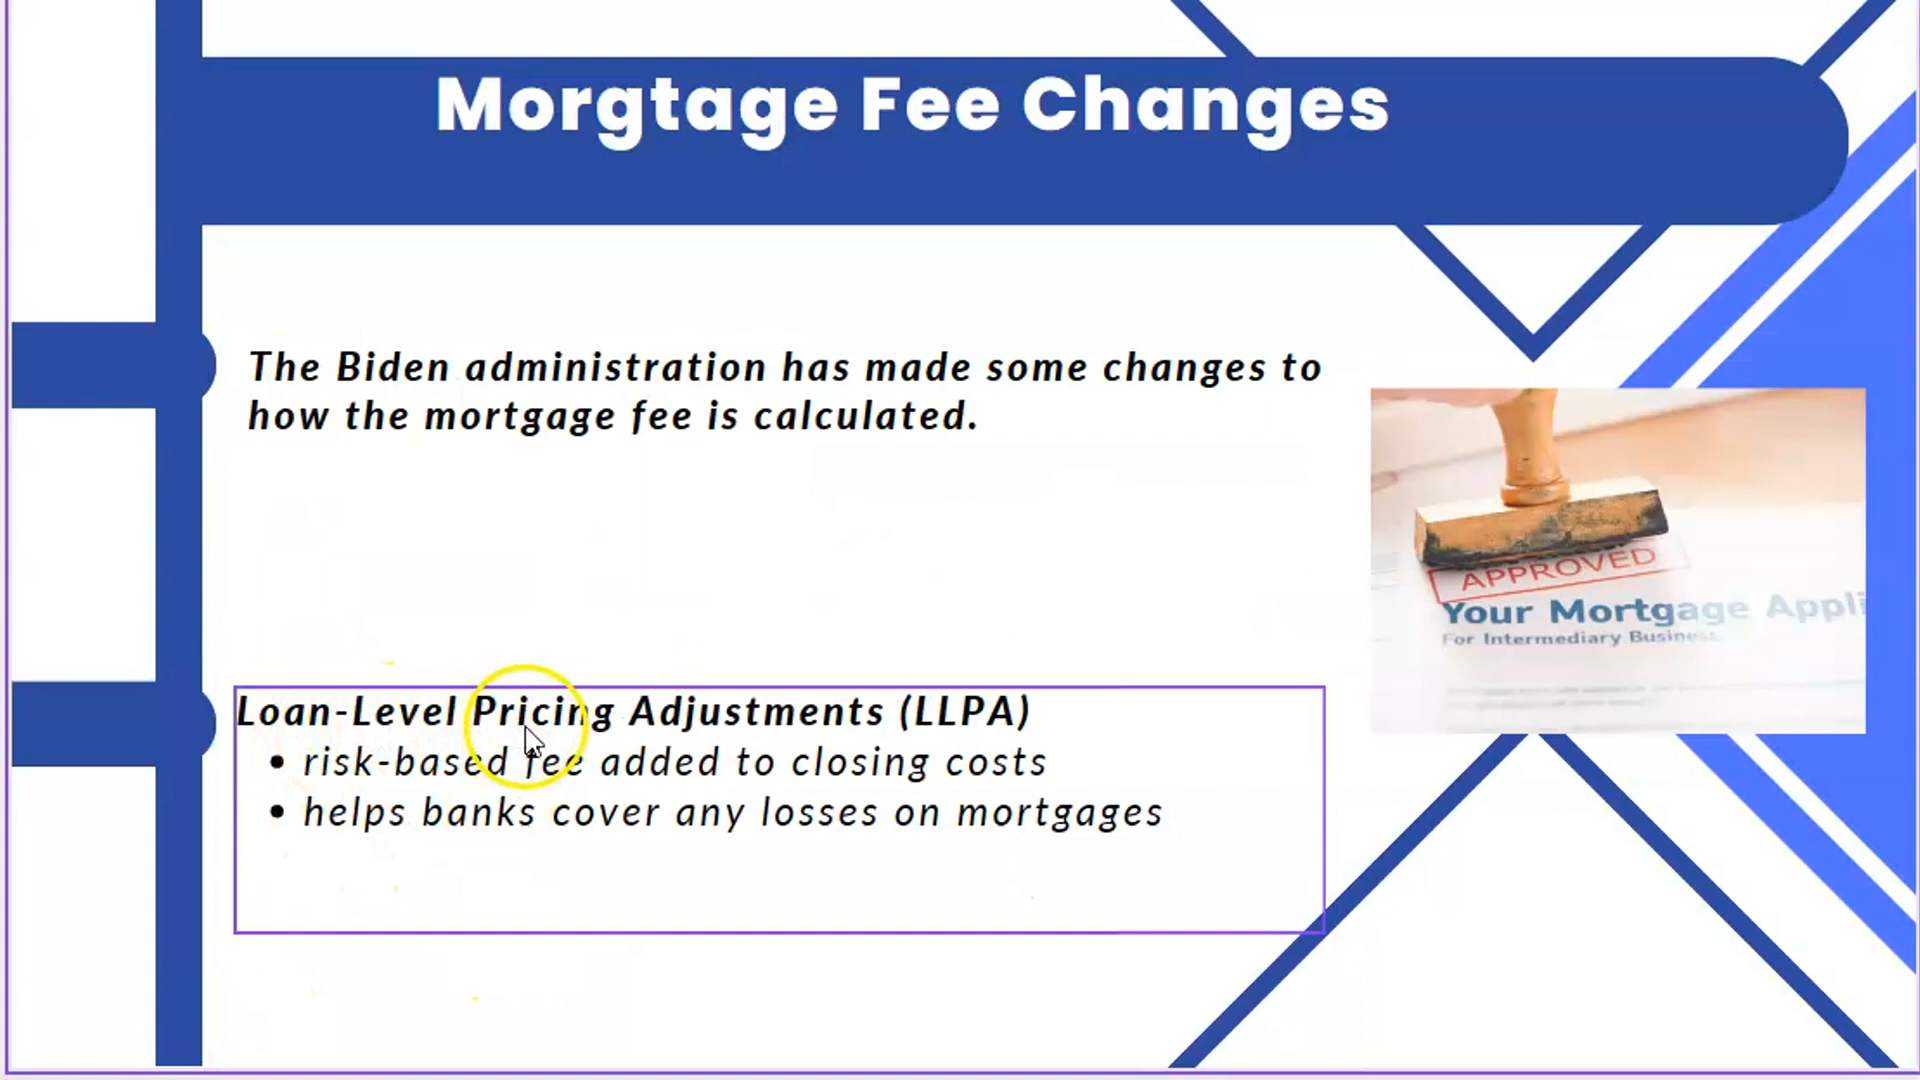 Morgtage Fee Changes
The Biden administration has made some changes to
how the mortgage fee is calculated.
APPROVED
Your Mortgage Appli
For Intermediary Business
Loan-Level Pricing Adjustments (LLPA)
• risk-based fee added to closing costs
• helps banks cover any losses on mortgages